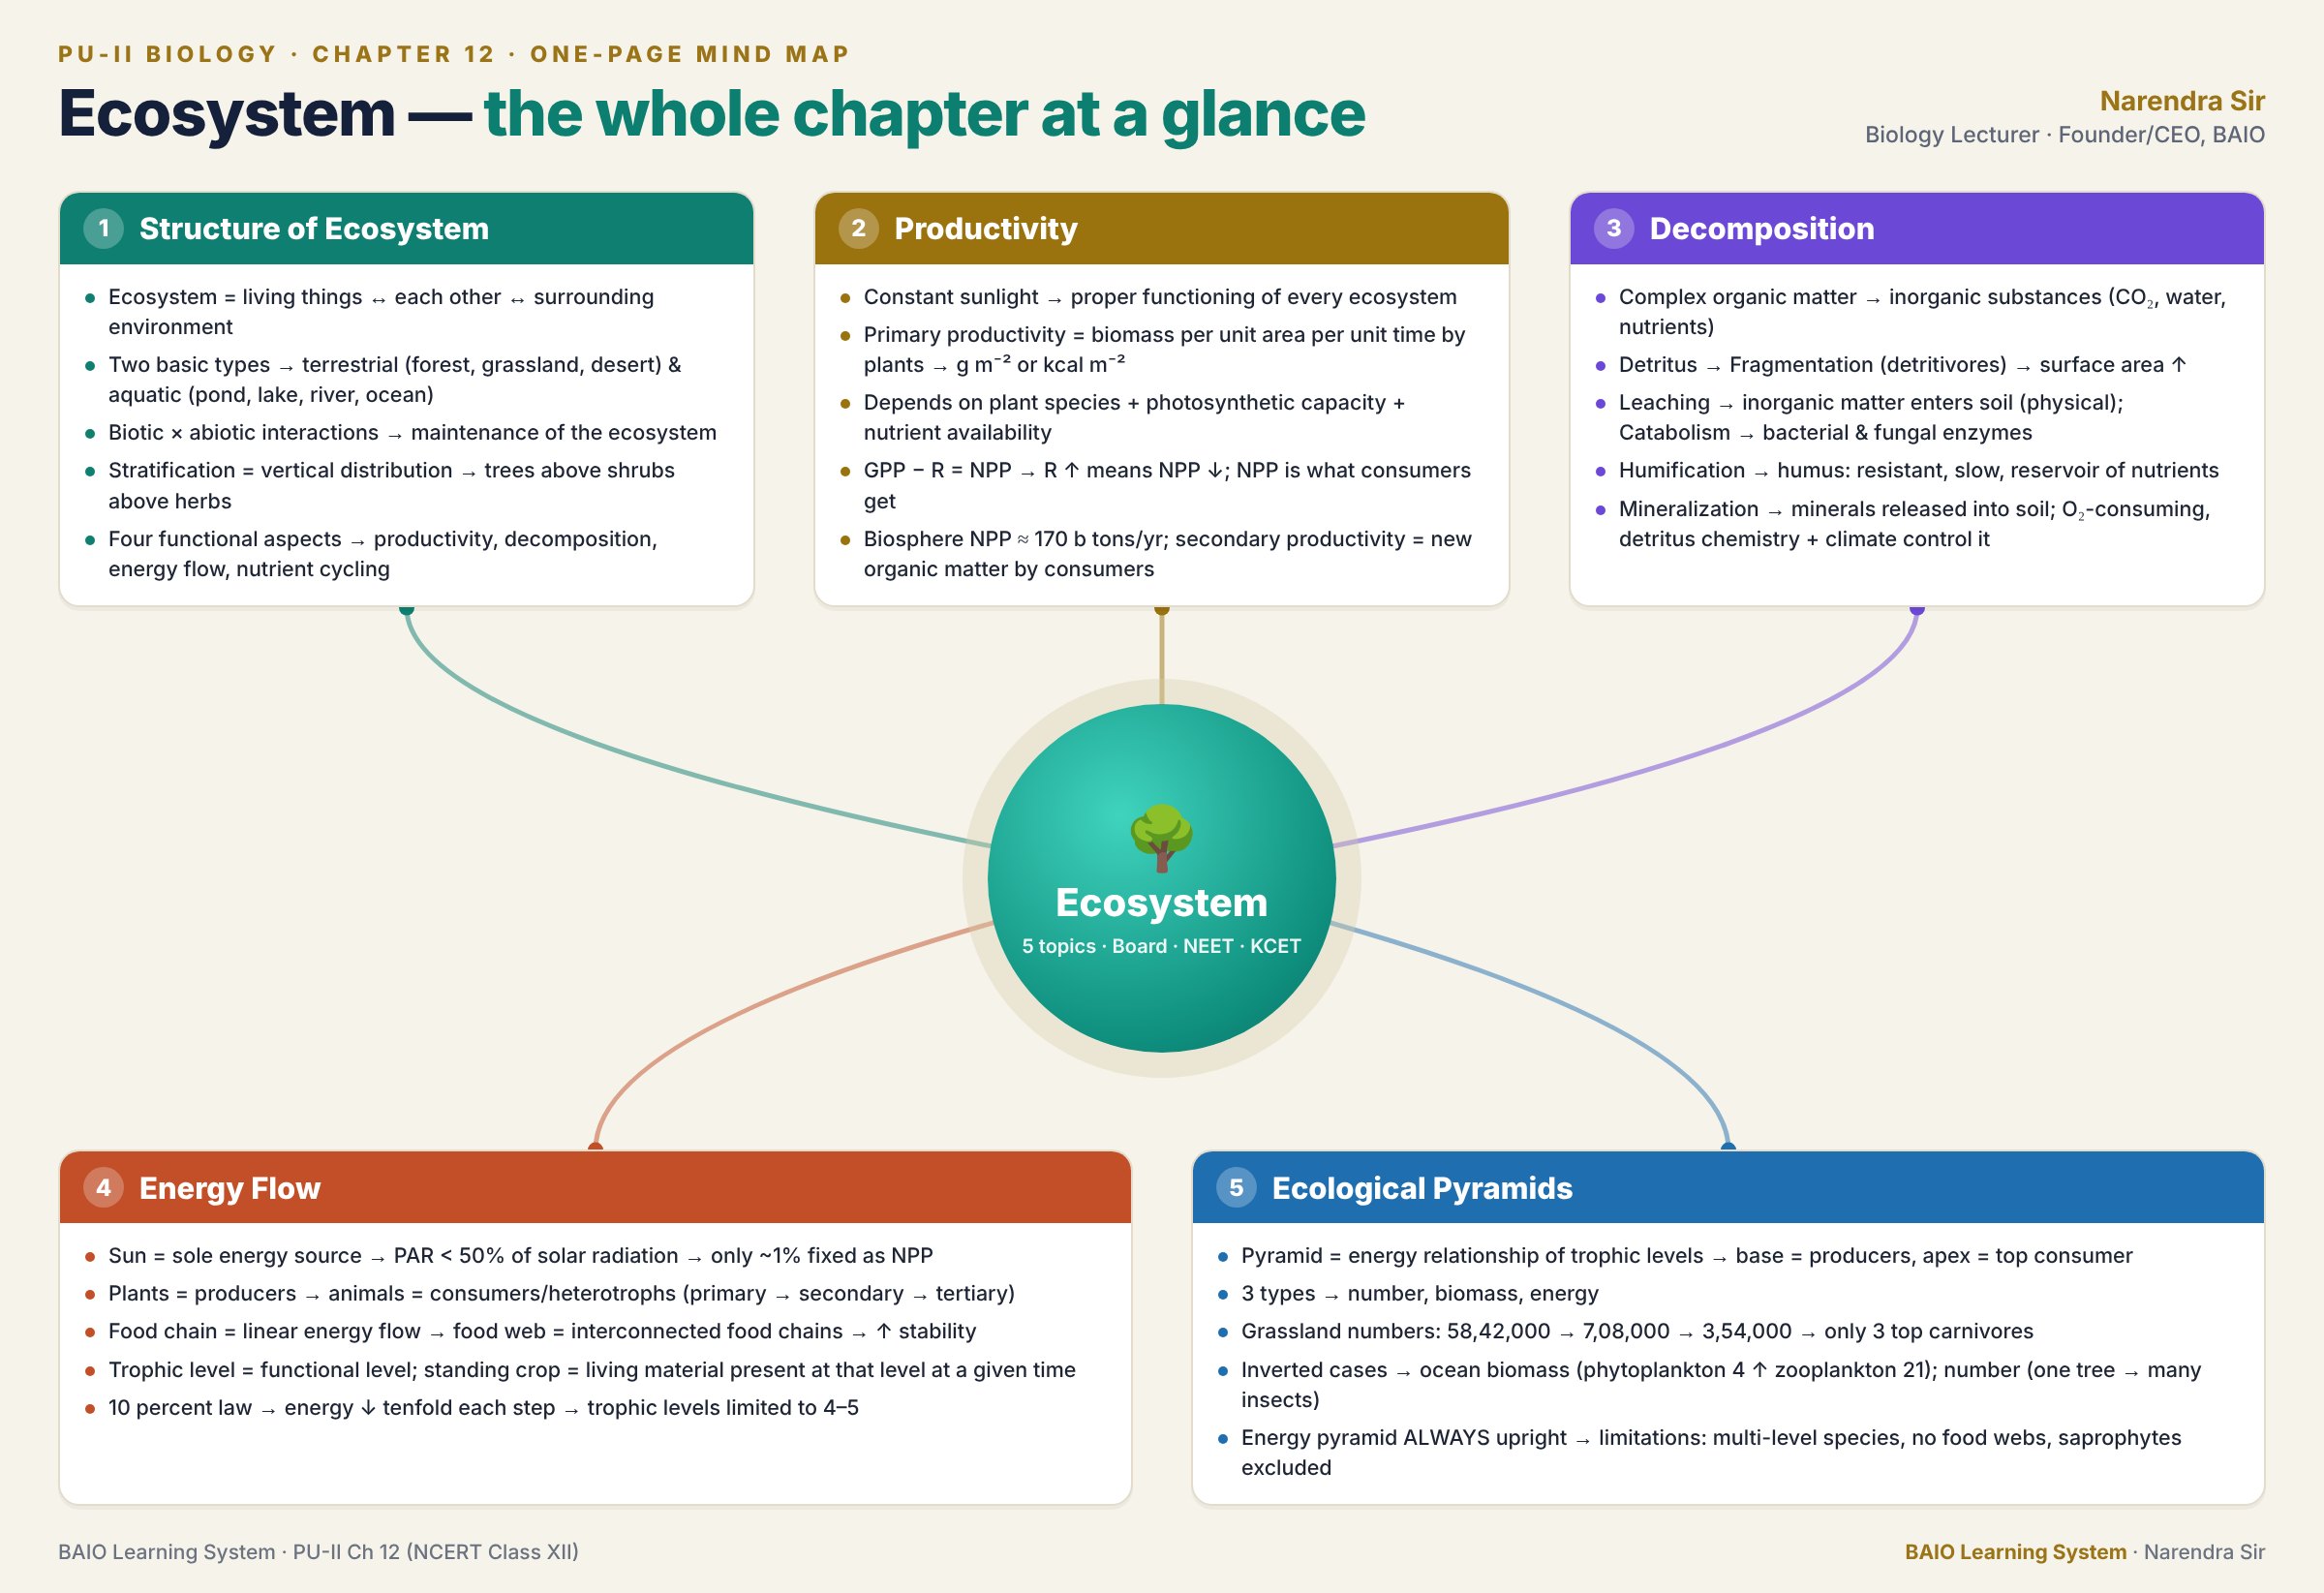 PU-II BIOLOGY · CHAPTER 12 · ONE-PAGE MIND MAP
Ecosystem — the whole chapter at a glance
Narendra Sir
Biology Lecturer · Founder/CEO, BAIO
1 Structure of Ecosystem
• Ecosystem = living things ↔ each other ↔ surrounding
environment
• Two basic types → terrestrial (forest, grassland, desert) &
aquatic (pond, lake, river, ocean)
• Biotic × abiotic interactions → maintenance of the ecosystem
• Stratification = vertical distribution → trees above shrubs
above herbs
• Four functional aspects → productivity, decomposition,
energy flow, nutrient cycling
2 Productivity
• Constant sunlight → proper functioning of every ecosystem
• Primary productivity = biomass per unit area per unit time by
plants → g m⁻² or kcal m⁻²
• Depends on plant species + photosynthetic capacity +
nutrient availability
• GPP − R = NPP → R ↑ means NPP ↓; NPP is what consumers
get
• Biosphere NPP ≈ 170 b tons/yr; secondary productivity = new
organic matter by consumers
3 Decomposition
• Complex organic matter → inorganic substances (CO₂, water,
nutrients)
• Detritus → Fragmentation (detritivores) → surface area ↑
• Leaching → inorganic matter enters soil (physical);
Catabolism → bacterial & fungal enzymes
• Humification → humus: resistant, slow, reservoir of nutrients
• Mineralization → minerals released into soil; O₂-consuming,
detritus chemistry + climate control it
Ecosystem
5 topics · Board · NEET · KCET
4 Energy Flow
• Sun = sole energy source → PAR < 50% of solar radiation → only ~1% fixed as NPP
• Plants = producers → animals = consumers/heterotrophs (primary → secondary → tertiary)
• Food chain = linear energy flow → food web = interconnected food chains → ↑ stability
• Trophic level = functional level; standing crop = living material present at that level at a given time
• 10 percent law → energy ↓ tenfold each step → trophic levels limited to 4–5
5 Ecological Pyramids
• Pyramid = energy relationship of trophic levels → base = producers, apex = top consumer
• 3 types → number, biomass, energy
• Grassland numbers: 58,42,000 → 7,08,000 → 3,54,000 → only 3 top carnivores
• Inverted cases → ocean biomass (phytoplankton 4 ↑ zooplankton 21); number (one tree → many
insects)
• Energy pyramid ALWAYS upright → limitations: multi-level species, no food webs, saprophytes
excluded
BAIO Learning System · PU-II Ch 12 (NCERT Class XII)
BAIO Learning System · Narendra Sir